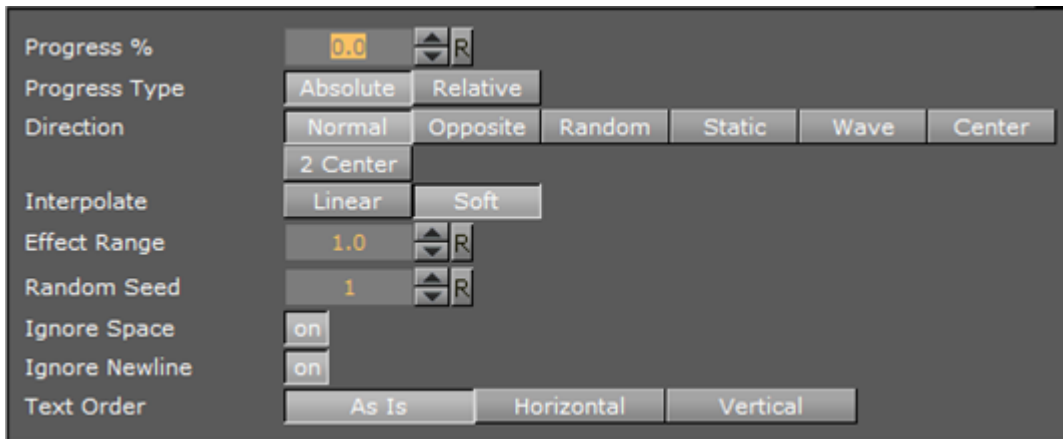 Progress % 0.0 R
Progress Type Absolute Relative
Direction Normal Opposite Random Static Wave Center
2 Center
Interpolate Linear Soft
Effect Range 1.0 R
Random Seed 1 R
Ignore Space on
Ignore Newline on
Text Order As Is Horizontal Vertical